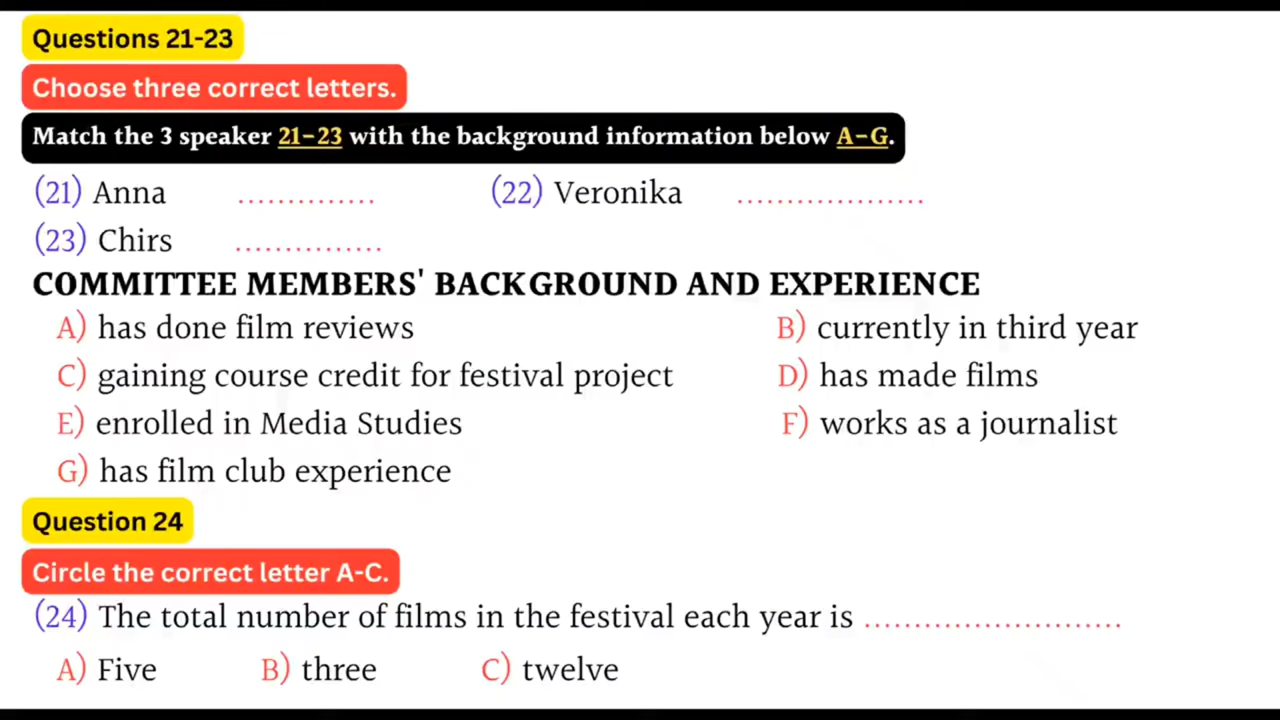 Questions 21-23
Choose three correct letters.
Match the 3 speaker 21-23 with the background information below A-G.
(21) Anna .............. (22) Veronika ...................
(23) Chirs ...............
COMMITTEE MEMBERS' BACKGROUND AND EXPERIENCE
A) has done film reviews B) currently in third year
C) gaining course credit for festival project D) has made films
E) enrolled in Media Studies F) works as a journalist
G) has film club experience
Question 24
Circle the correct letter A-C.
(24) The total number of films in the festival each year is ..........................
A) Five B) three C) twelve